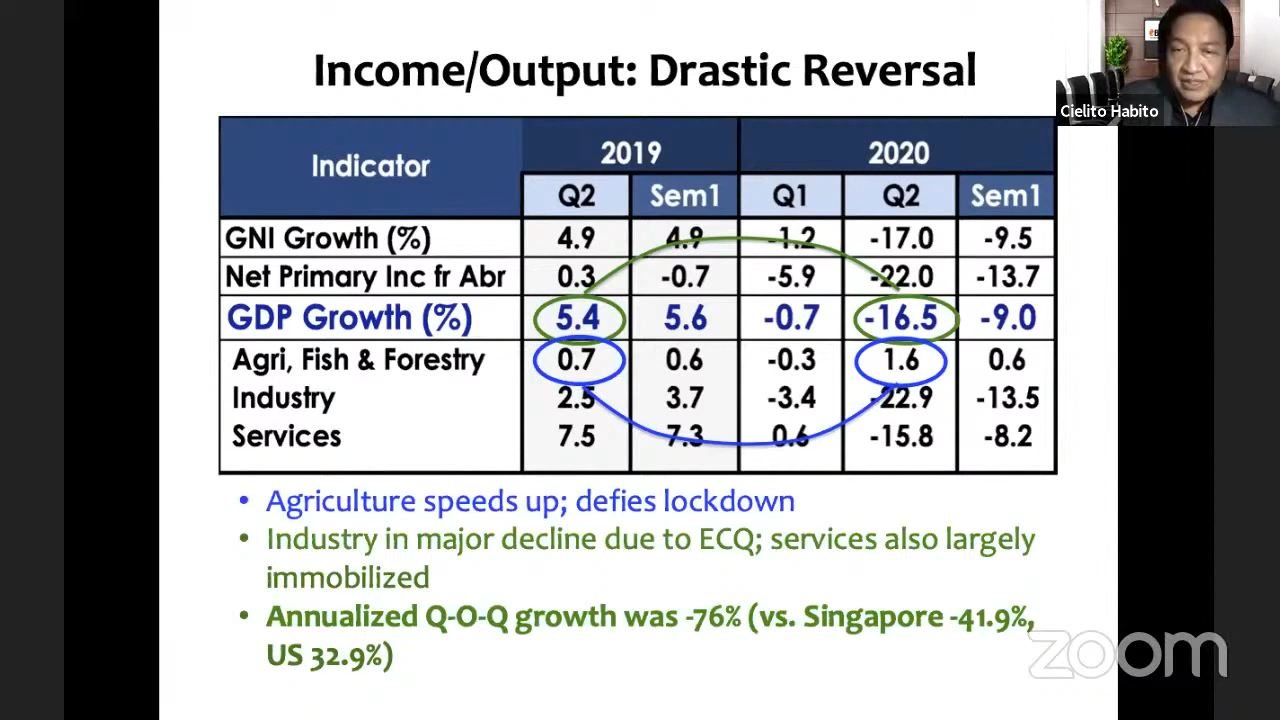 Income/Output: Drastic Reversal
Cielito Habito
Indicator 2019 2020
Q2 Sem1 Q1 Q2 Sem1
GNI Growth (%) 4.9 4.9 -1.2 -17.0 -9.5
Net Primary Inc fr Abr 0.3 -0.7 -5.9 -22.0 -13.7
GDP Growth (%) 5.4 5.6 -0.7 -16.5 -9.0
Agri, Fish & Forestry 0.7 0.6 -0.3 1.6 0.6
Industry 2.5 3.7 -3.4 -22.9 -13.5
Services 7.5 7.3 0.6 -15.8 -8.2
• Agriculture speeds up; defies lockdown
• Industry in major decline due to ECQ; services also largely
immobilized
• Annualized Q-O-Q growth was -76% (vs. Singapore -41.9%,
US 32.9%)
zoom